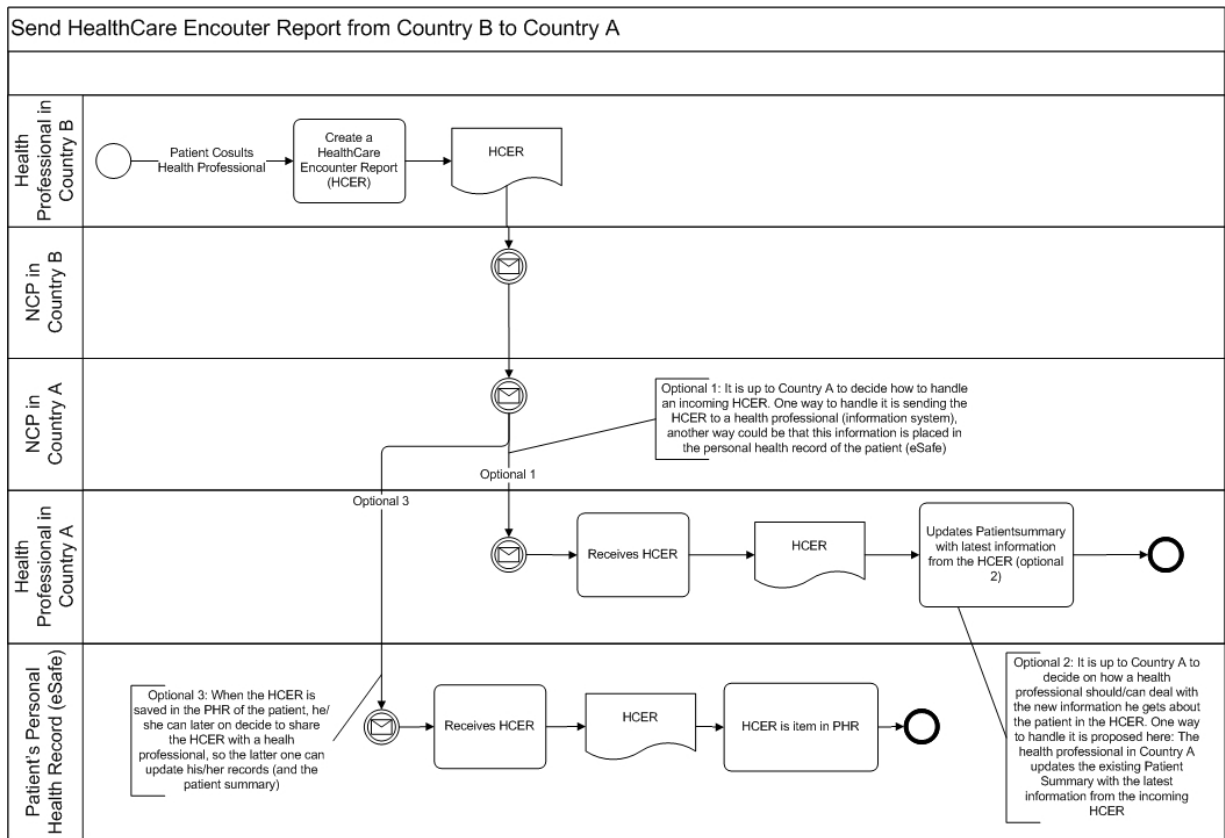 Send HealthCare Encouter Report from Country B to Country A
Health
Professional in
Country B
Patient Cosults
Health Professional
Create a
HealthCare
Encounter Report
(HCER)
HCER
NCP in
Country B
NCP in
Country A
Optional 1: It is up to Country A to decide how to handle
an incoming HCER. One way to handle it is sending the
HCER to a health professional (information system),
another way could be that this information is placed in
the personal health record of the patient (eSafe)
Optional 1
Optional 3
Health
Professional in
Country A
Receives HCER
HCER
Updates Patientsummary
with latest information
from the HCER (optional
2)
Patient's Personal
Health Record (eSafe)
Optional 3: When the HCER is
saved in the PHR of the patient, he/
she can later on decide to share
the HCER with a healh
professional, so the latter one can
update his/her records (and the
patient summary)
Receives HCER
HCER
HCER is item in PHR
Optional 2: It is up to Country A to
decide on how a health
professional should/can deal with
the new information he gets about
the patient in the HCER. One way
to handle it is proposed here: The
health professional in Country A
updates the existing Patient
Summary with the latest
information from the incoming
HCER